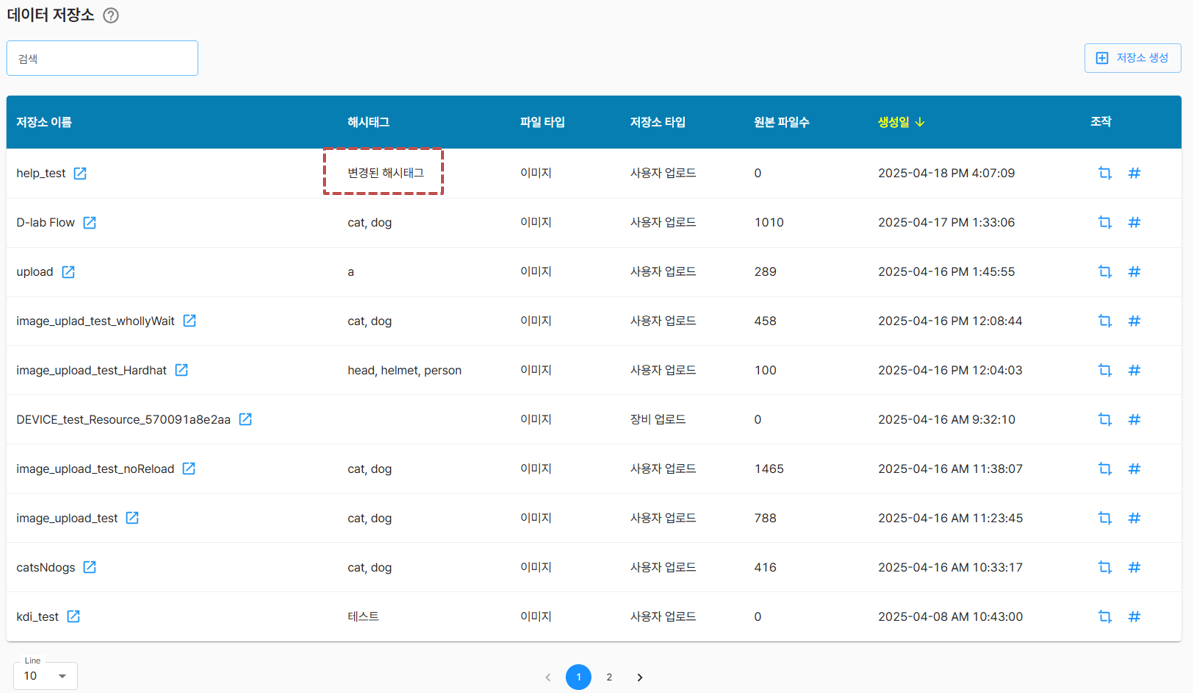 데이터 저장소 ?
검색
저장소 생성
저장소 이름 해시태그 파일 타입 저장소 타입 원본 파일수 생성일 ↓ 조작
help_test 변경된 해시태그 이미지 사용자 업로드 0 2025-04-18 PM 4:07:09 #
D-lab Flow cat, dog 이미지 사용자 업로드 1010 2025-04-17 PM 1:33:06 #
upload a 이미지 사용자 업로드 289 2025-04-16 PM 1:45:55 #
image_uplad_test_whollyWait cat, dog 이미지 사용자 업로드 458 2025-04-16 PM 12:08:44 #
image_upload_test_Hardhat head, helmet, person 이미지 사용자 업로드 100 2025-04-16 PM 12:04:03 #
DEVICE_test_Resource_570091a8e2aa 이미지 장비 업로드 0 2025-04-16 AM 9:32:10 #
image_upload_test_noReload cat, dog 이미지 사용자 업로드 1465 2025-04-16 AM 11:38:07 #
image_upload_test cat, dog 이미지 사용자 업로드 788 2025-04-16 AM 11:23:45 #
catsNdogs cat, dog 이미지 사용자 업로드 416 2025-04-16 AM 10:33:17 #
kdi_test 테스트 이미지 사용자 업로드 0 2025-04-08 AM 10:43:00 #
Line
10 < 1 2 >